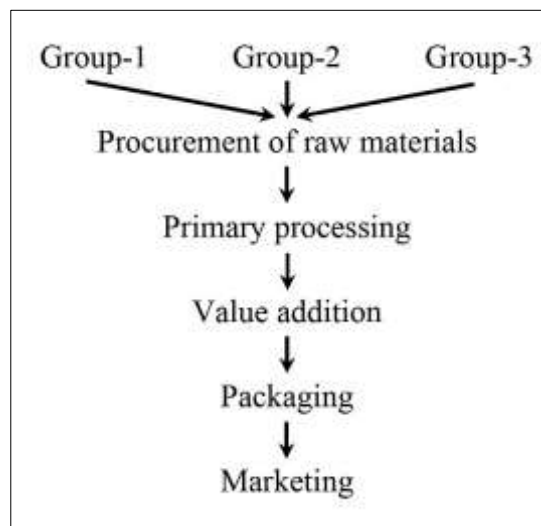 Group-1 Group-2 Group-3
Procurement of raw materials
Primary processing
Value addition
Packaging
Marketing